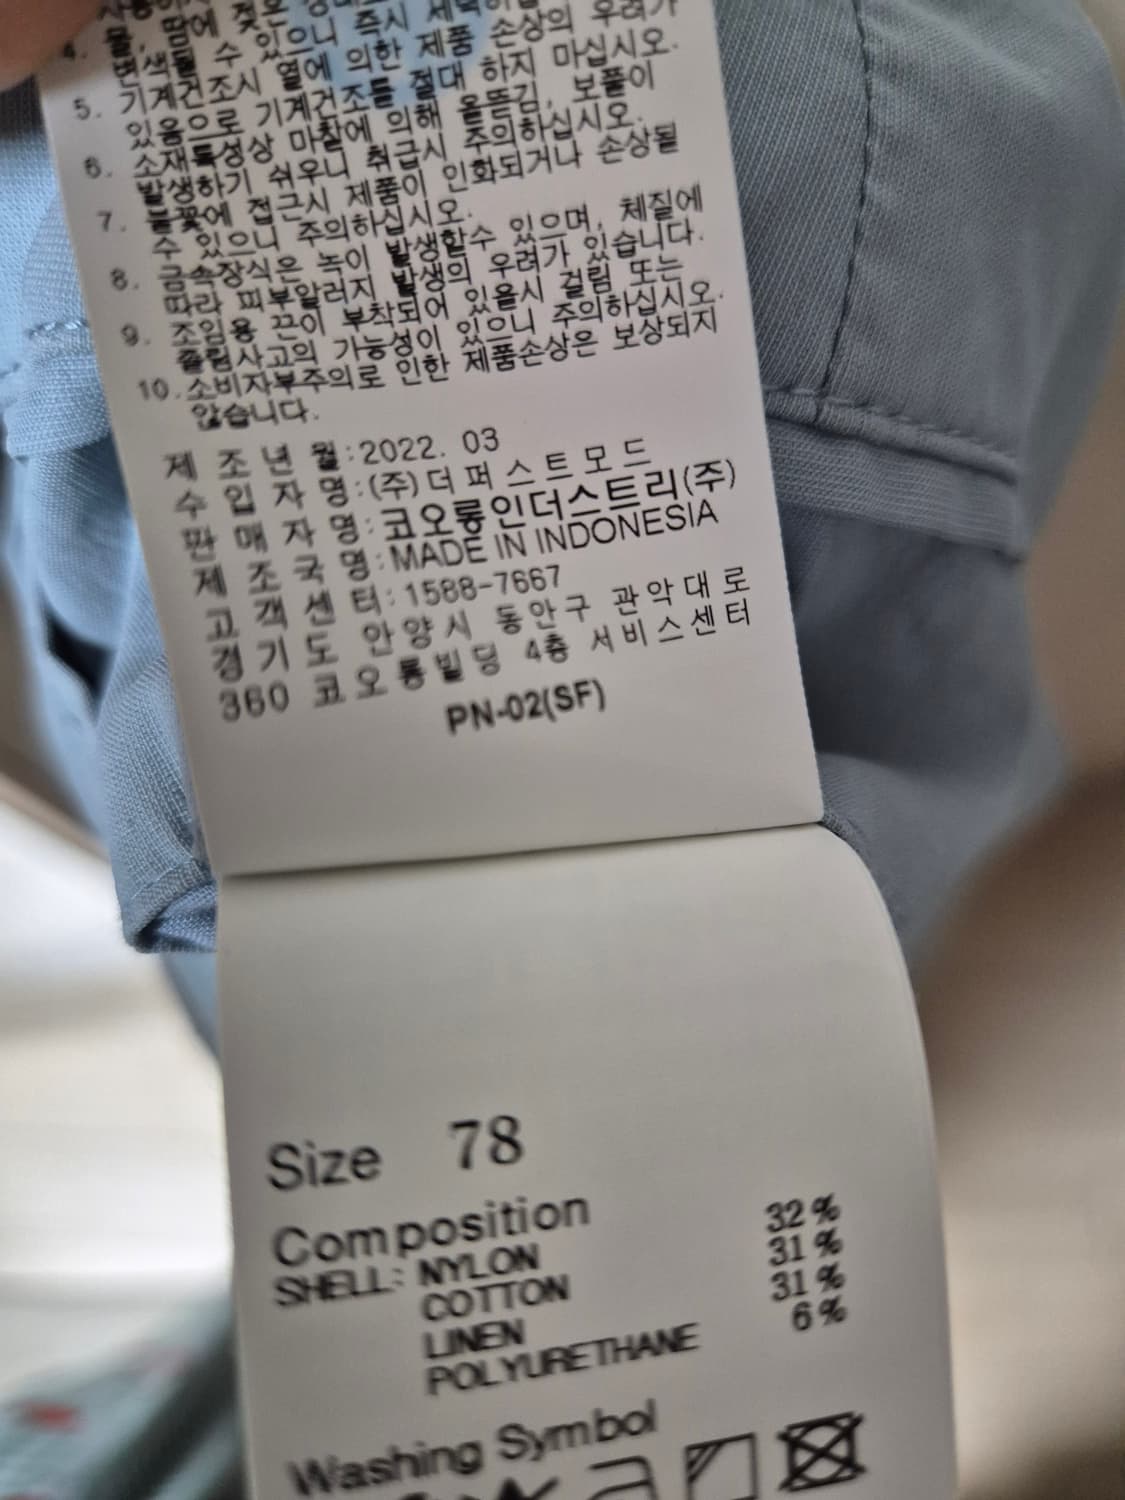 4. 물, 땀에 젖은
변색될 수 있으니 즉시
5. 기계건조시 열에 의한 제품 손상의 우려가
있음으로 기계건조를 절대 하지 마십시오.
6. 소재특성상 마찰에 의해 올뜯김, 보풀이
발생하기 쉬우니 취급시 주의하십시오.
7. 불꽃에 접근시 제품이 인화되거나 손상될
수 있으니 주의하십시오.
8. 금속장식은 녹이 발생할수 있으며, 체질에
따라 피부알러지 발생의 우려가 있습니다.
9. 조임용 끈이 부착되어 있을시 걸림 또는
졸림사고의 가능성이 있으니 주의하십시오.
10. 소비자부주의로 인한 제품손상은 보상되지
않습니다.
제 조 년 월:2022. 03
수 입 자 명:(주)더퍼스트모드
판 매 자 명:코오롱인더스트리(주)
제 조 국 명:MADE IN INDONESIA
고 객 센 터:1588-7667
경기도 안양시 동안구 관악대로
360 코오롱빌딩 4층 서비스센터
PN-02(SF)
Size 78
Composition
SHELL: NYLON 32%
COTTON 31%
LINEN 31%
POLYURETHANE 6%
Washing Symbol